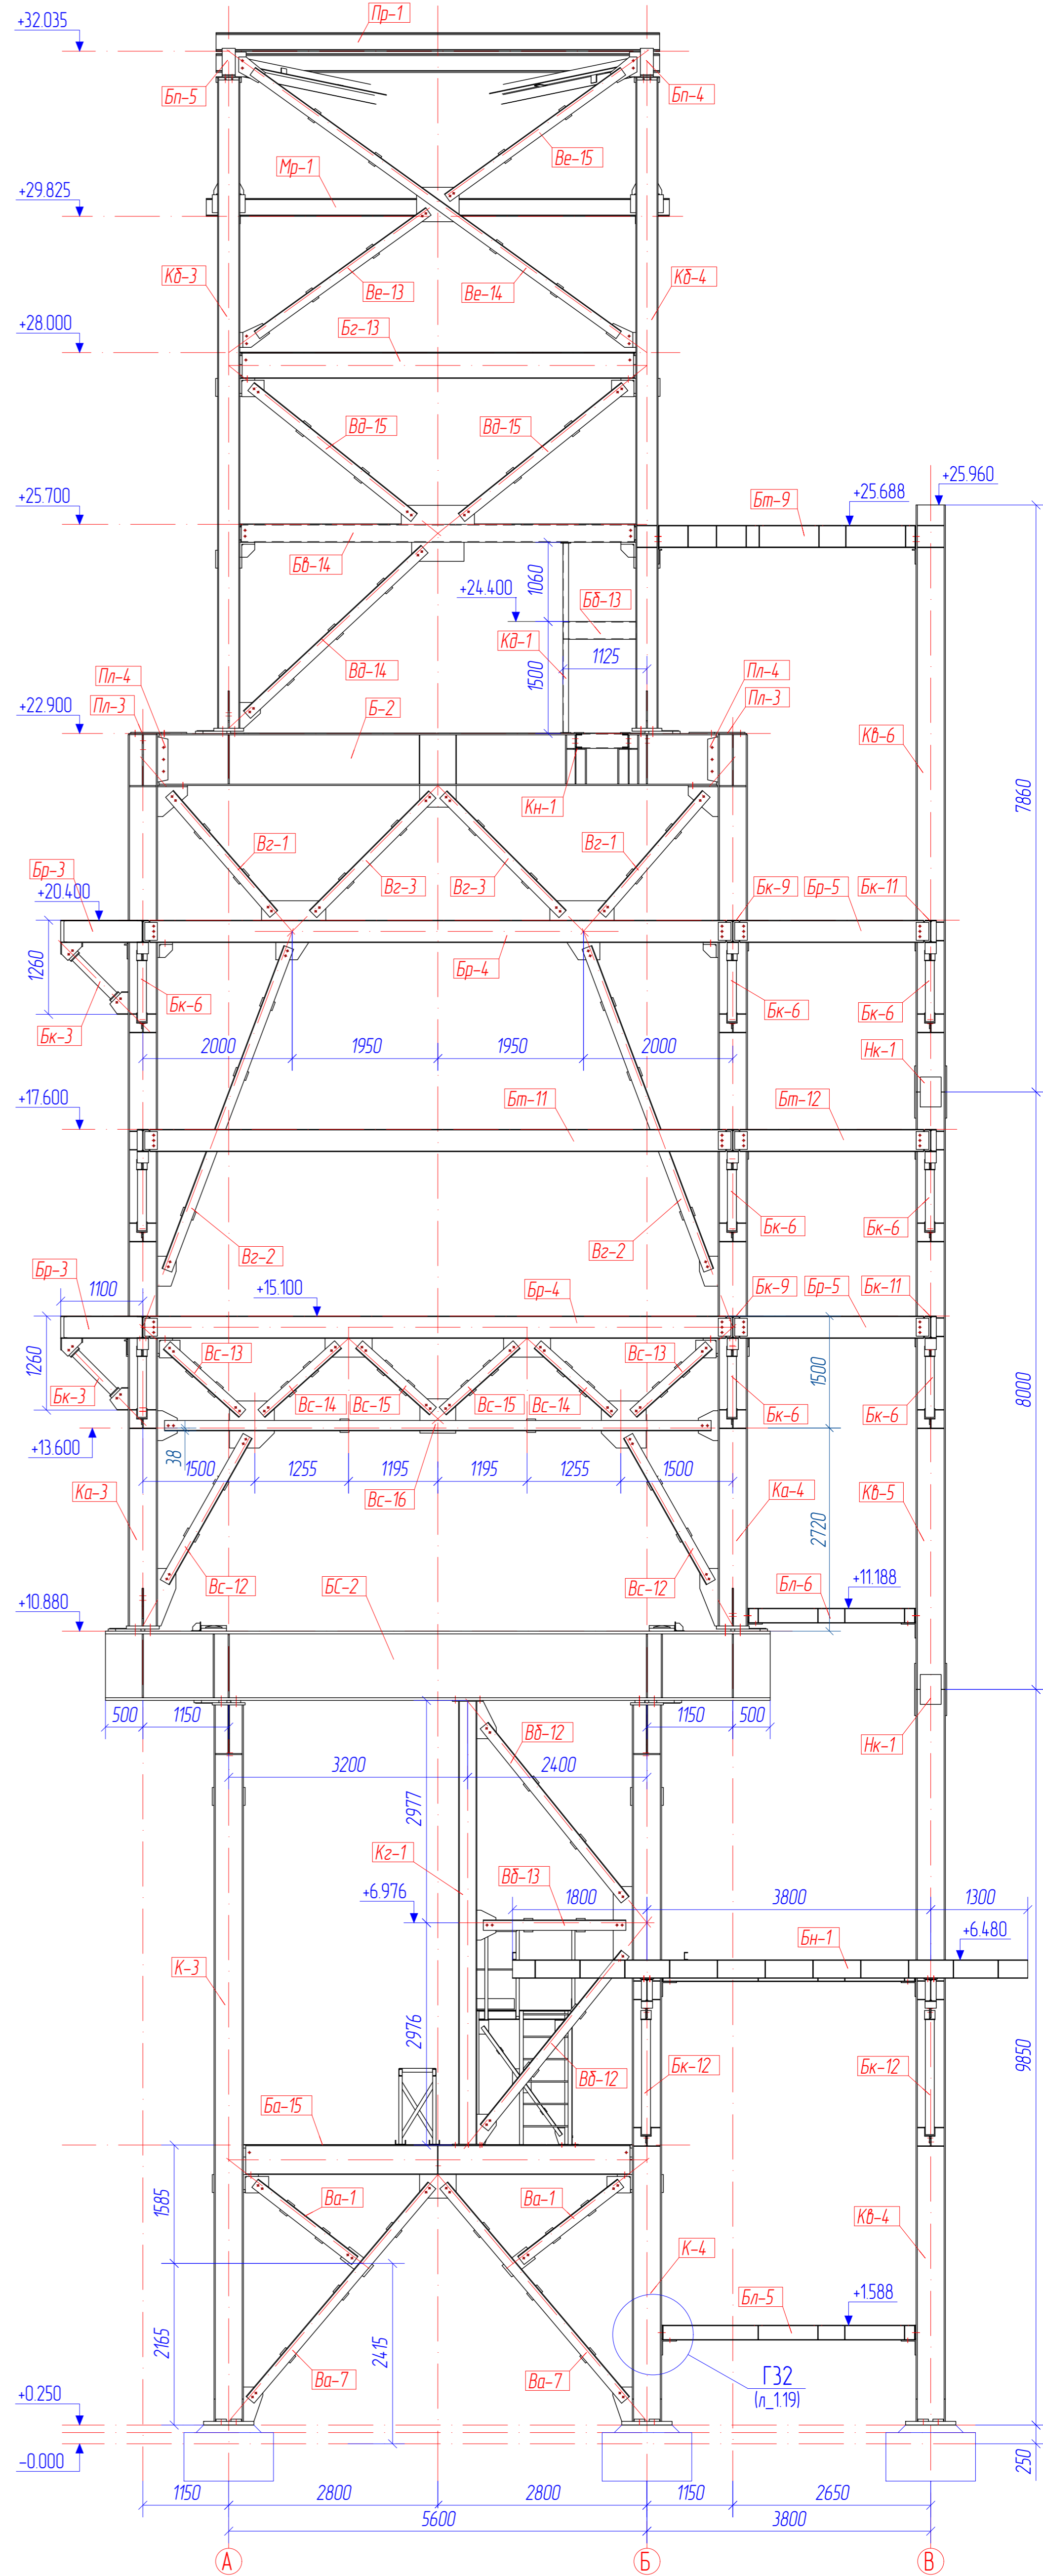 +32.035
Пр-1
Бп-5
Бп-4
Ве-15
Мр-1
+29.825
Кб-3
Ве-13
Ве-14
Кб-4
+28.000
Бг-13
Вд-15
Вд-15
+25.700
Бт-9
+25.688
+25.960
Бв-14
1060
+24.400
Бб-13
Кд-1
1125
1500
Вд-14
Пл-4
Пл-4
Пл-3
Пл-3
+22.900
Б-2
Кв-6
7860
Кн-1
Вг-1
Вг-1
Вг-3
Вг-3
Бр-3
+20.400
Бк-9
Бр-5
Бк-11
1260
Бр-4
Бк-6
Бк-6
Бк-6
Бк-3
2000
1950
1950
2000
Нк-1
+17.600
Бт-11
Бт-12
Бк-6
Бк-6
Вг-2
Вг-2
Бр-3
1100
+15.100
Бр-4
Бк-9
Бр-5
Бк-11
1260
Вс-13
Вс-13
1500
8000
Бк-3
Вс-14
Вс-15
Вс-15
Вс-14
Бк-6
Бк-6
+13.600
38
1500
1255
1195
1195
1255
1500
Ка-3
Вс-16
Ка-4
Кв-5
2720
Вс-12
БС-2
Вс-12
Бл-6
+11.188
+10.880
500
1150
1150
500
Нк-1
Вб-12
3200
2400
2977
Кг-1
Вб-13
+6.976
1800
3800
1300
+6.480
Бн-1
К-3
2976
Вб-12
Бк-12
Бк-12
9850
Ба-15
Ва-1
Ва-1
1585
Кв-4
К-4
Бл-5
+1.588
2165
2415
Ва-7
Ва-7
Г32
(л_1.19)
+0.250
-0.000
250
1150
2800
2800
1150
2650
5600
3800
А
Б
В